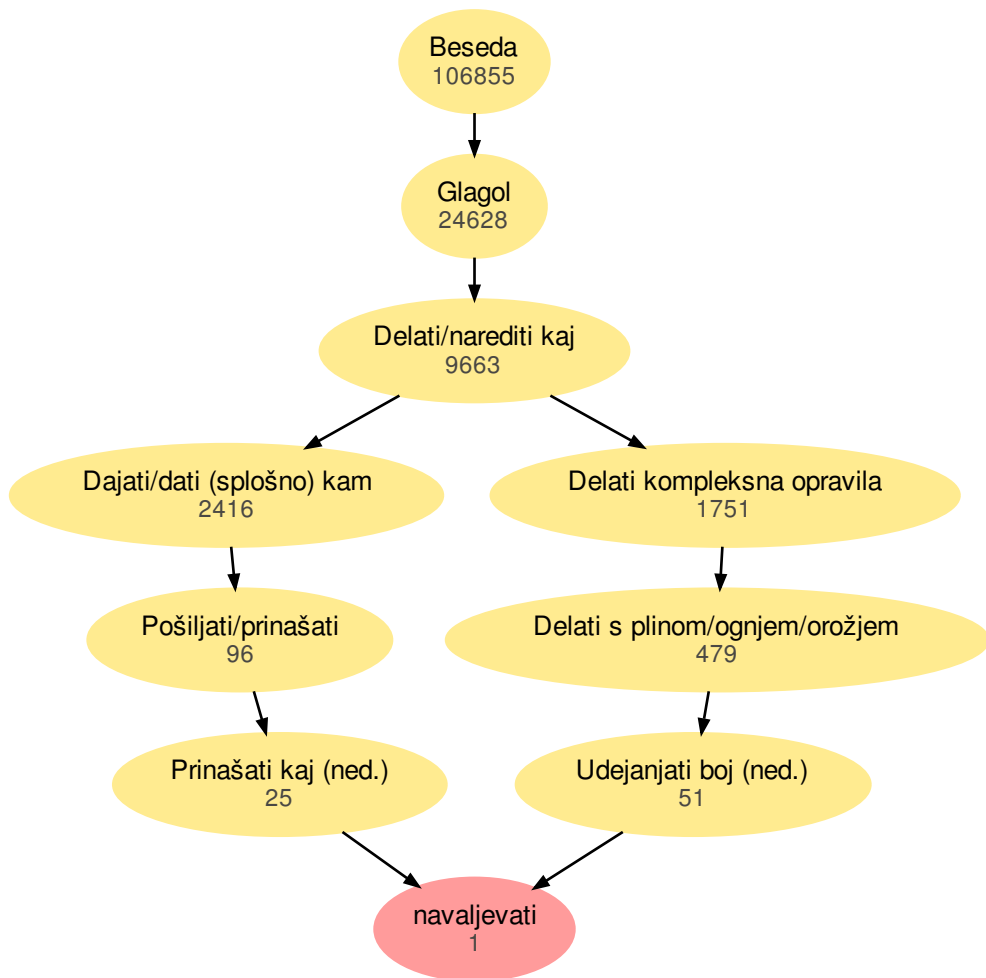 Beseda
106855
Glagol
24628
Delati/narediti kaj
9663
Dajati/dati (splošno) kam
2416
Delati kompleksna opravila
1751
Pošiljati/prinašati
96
Delati s plinom/ognjem/orožjem
479
Prinašati kaj (ned.)
25
Udejanjati boj (ned.)
51
navaljevati
1